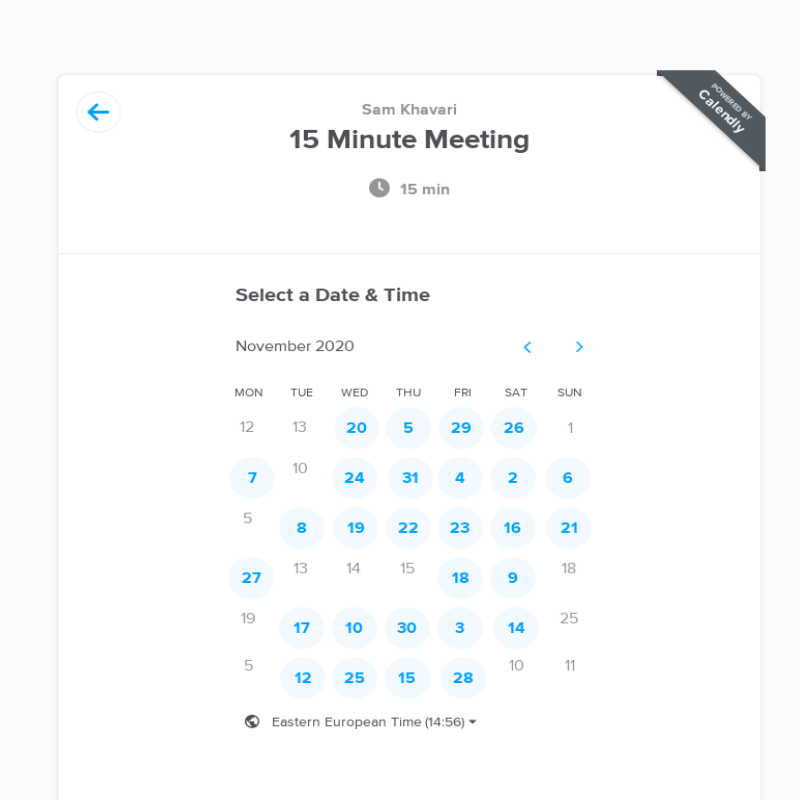 POWERED BY
Calendly
Sam Khavari
15 Minute Meeting
15 min
Select a Date & Time
November 2020
MON TUE WED THU FRI SAT SUN
12 13 20 5 29 26 1
7 10 24 31 4 2 6
5 8 19 22 23 16 21
27 13 14 15 18 9 18
19 17 10 30 3 14 25
5 12 25 15 28 10 11
Eastern European Time (14:56)